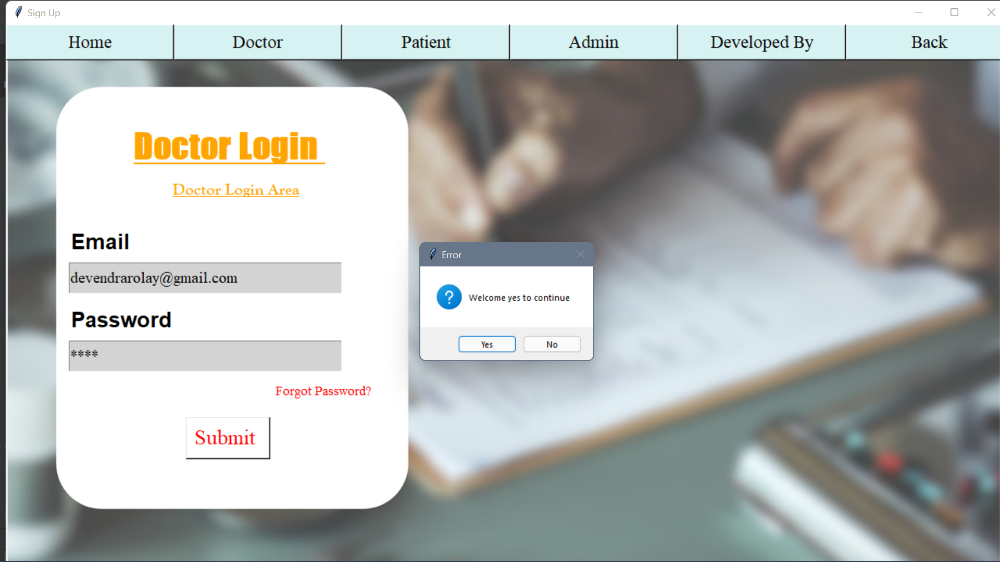 Sign Up
Home Doctor Patient Admin Developed By Back
Doctor Login
Doctor Login Area
Email
devendrarolay@gmail.com
Password
****
Forgot Password?
Submit
Error
Welcome yes to continue
Yes No